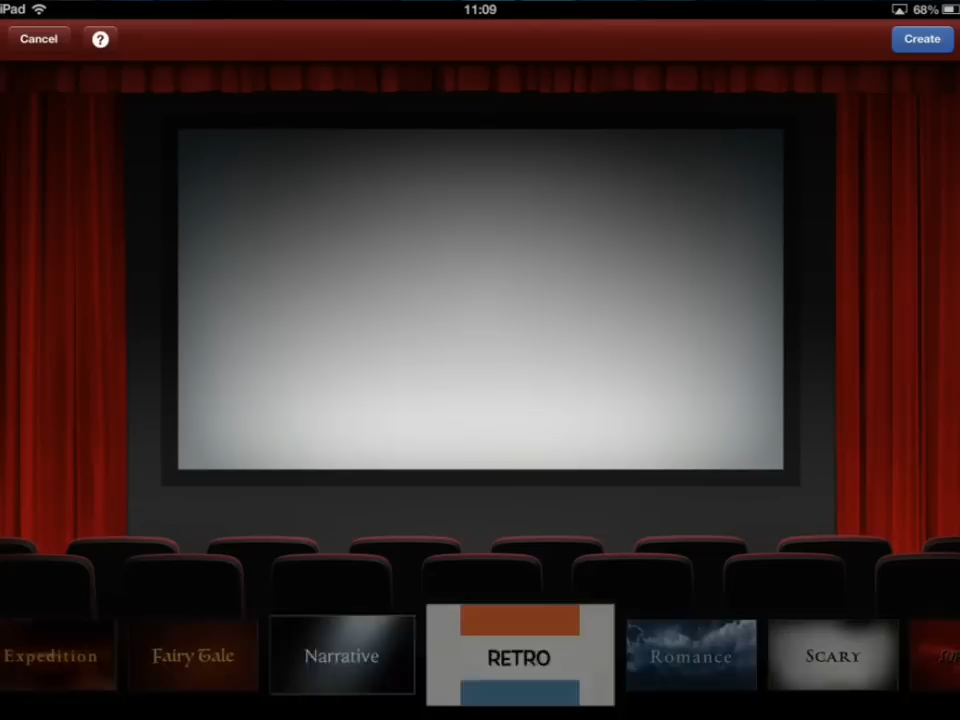 iPad 11:09 68%
Cancel ? Create
Expedition Fairy Tale Narrative RETRO Romance SCARY